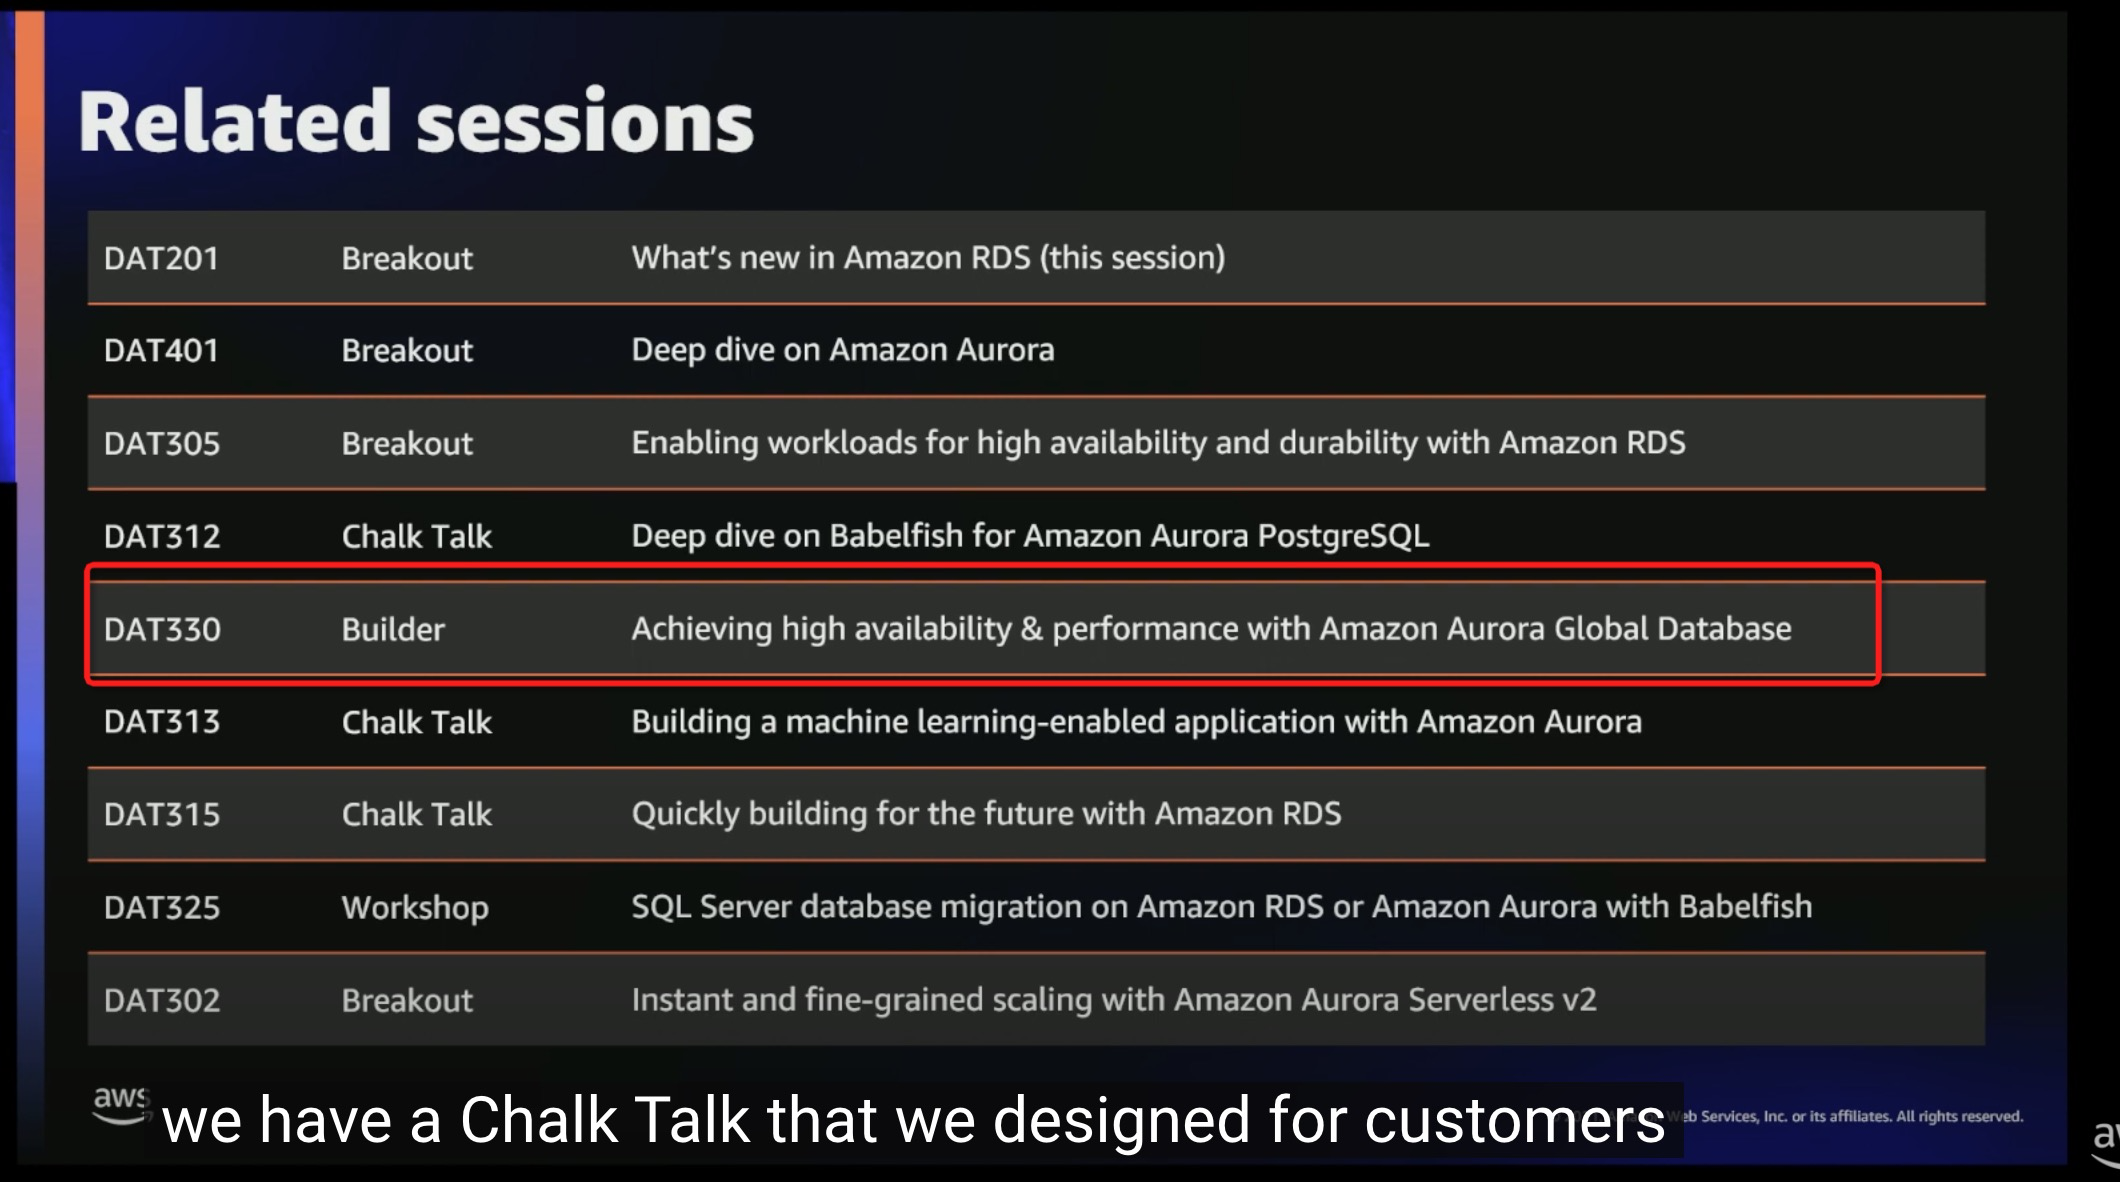 Related sessions
DAT201 Breakout What's new in Amazon RDS (this session)
DAT401 Breakout Deep dive on Amazon Aurora
DAT305 Breakout Enabling workloads for high availability and durability with Amazon RDS
DAT312 Chalk Talk Deep dive on Babelfish for Amazon Aurora PostgreSQL
DAT330 Builder Achieving high availability & performance with Amazon Aurora Global Database
DAT313 Chalk Talk Building a machine learning-enabled application with Amazon Aurora
DAT315 Chalk Talk Quickly building for the future with Amazon RDS
DAT325 Workshop SQL Server database migration on Amazon RDS or Amazon Aurora with Babelfish
DAT302 Breakout Instant and fine-grained scaling with Amazon Aurora Serverless v2
aws
we have a Chalk Talk that we designed for customers
Services, Inc. or its affiliates. All rights reserved.